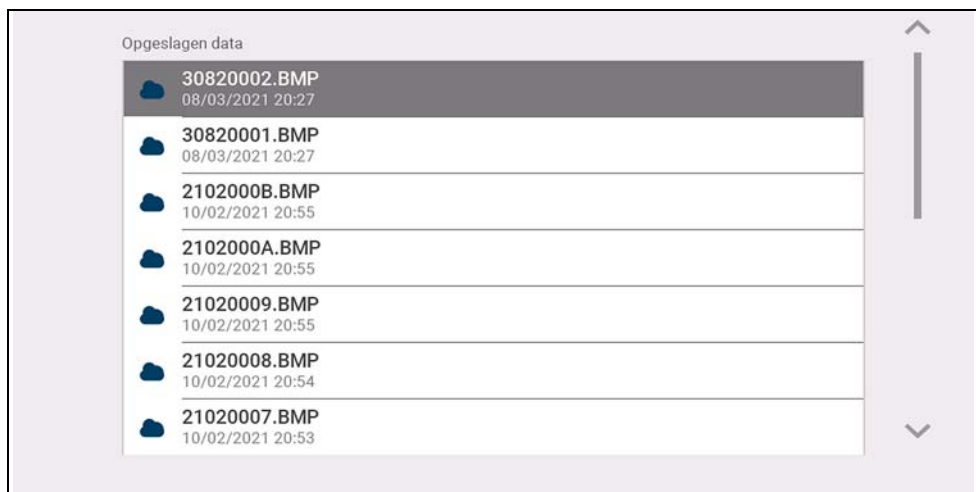 Opgeslagen data
30820002.BMP
08/03/2021 20:27
30820001.BMP
08/03/2021 20:27
2102000B.BMP
10/02/2021 20:55
2102000A.BMP
10/02/2021 20:55
21020009.BMP
10/02/2021 20:55
21020008.BMP
10/02/2021 20:54
21020007.BMP
10/02/2021 20:53